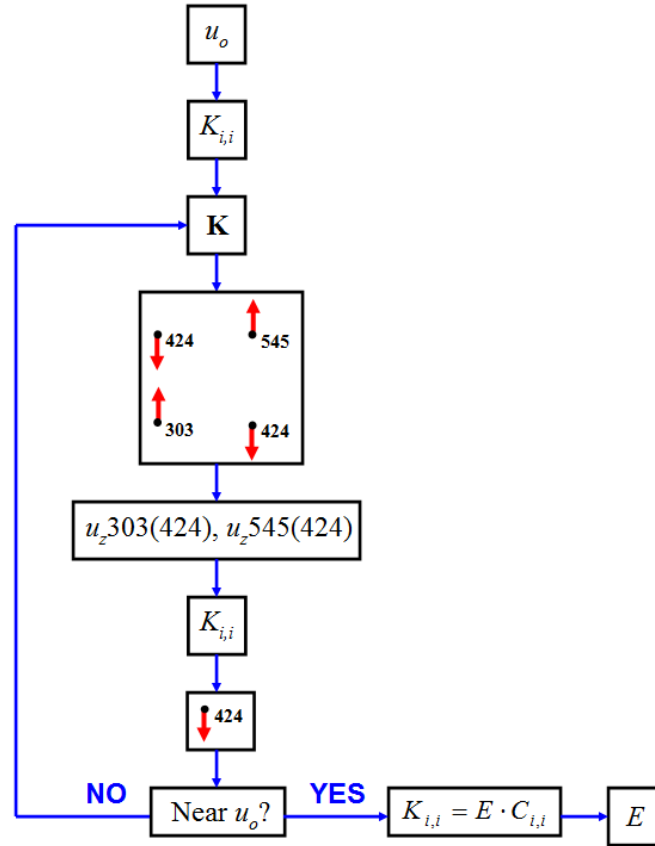 u_o
K_{i,i}
K
424 545
303 424
u_z303(424), u_z545(424)
K_{i,i}
424
NO
Near u_o?
YES
K_{i,i} = E · C_{i,i}
E